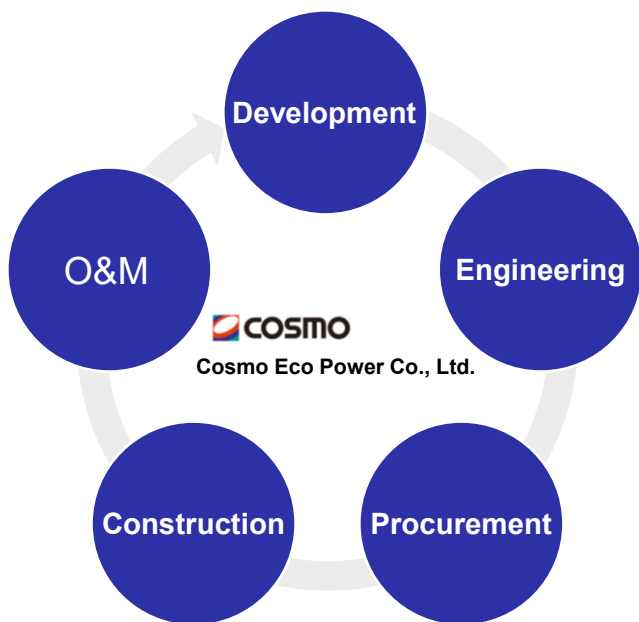 Development
Engineering
Procurement
Construction
O&M
COSMO
Cosmo Eco Power Co., Ltd.